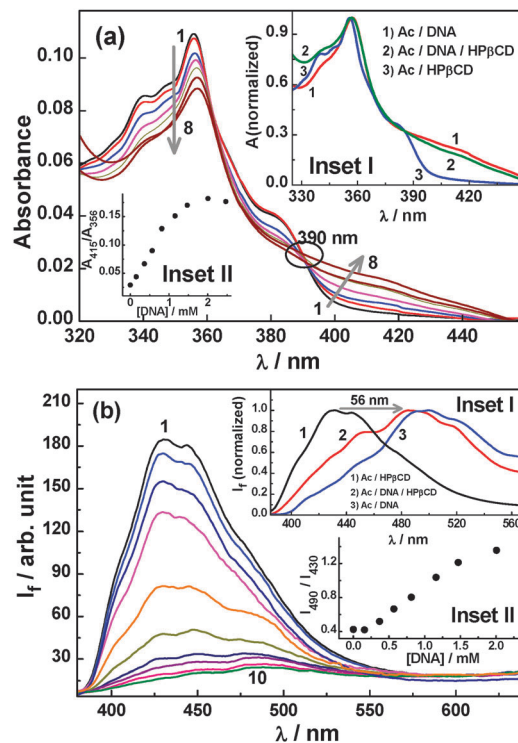 (a)
Absorbance
0.10
0.08
0.06
0.04
0.02
0.00
320 340 360 380 400 420 440
λ / nm
1
8
390 nm
8
1
A(normalized)
1.2
0.9
0.6
0.3
0.0
330 360 390 420
λ / nm
1) Ac / DNA
2) Ac / DNA / HPβCD
3) Ac / HPβCD
2
3
1
1
2
3
Inset I
A415/A356
0.15
0.10
0.05
0 1 2
[DNA] / mM
Inset II
(b)
If / arb. unit
210
180
150
120
90
60
30
400 450 500 550 600
λ / nm
1
10
If (normalized)
1.0
0.8
0.6
0.4
0.2
0.0
400 440 480 520 560
λ / nm
56 nm
Inset I
1
2
3
1) Ac / HPβCD
2) Ac / DNA / HPβCD
3) Ac / DNA
I490 / I430
1.2
0.8
0.4
0.0 0.5 1.0 1.5 2.0
[DNA] / mM
Inset II